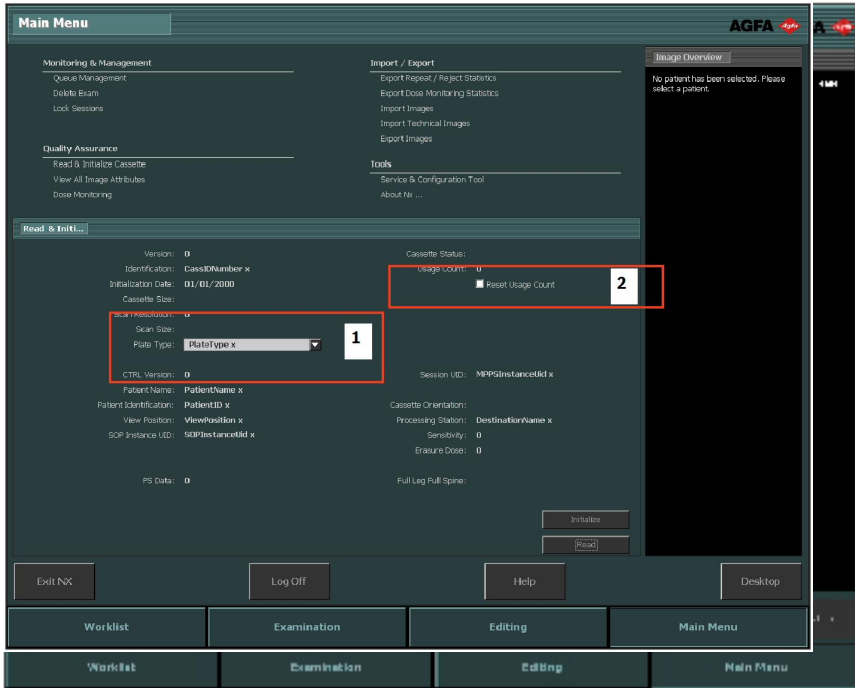 Main Menu
AGFA
Monitoring & Management
Queue Management
Delete Exam
Lock Sessions
Quality Assurance
Read & Initialize Cassette
View All Image Attributes
Dose Monitoring
Import / Export
Export Repeat / Reject Statistics
Export Dose Monitoring Statistics
Import Images
Import Technical Images
Export Images
Tools
Service & Configuration Tool
About Nx ...
Image Overview
No patient has been selected. Please
select a patient.
Read & Initi...
Version: 0
Identification: CassIDNumber x
Initialization Date: 01/01/2000
Cassette Size:
Scan Resolution: 0
Scan Size:
Plate Type: PlateType x
1
CTRL Version: 0
Patient Name: PatientName x
Patient Identification: PatientID x
View Position: ViewPosition x
SOP Instance UID: SOPInstanceUid x
PS Data: 0
Cassette Status:
Usage Count: 0
Reset Usage Count
2
Session UID: MPPSInstanceUid x
Cassette Orientation:
Processing Station: DestinationName x
Sensitivity: 0
Erasure Dose: 0
Full Leg Full Spine:
Initialize
Read
Exit NX
Log Off
Help
Desktop
Worklist
Examination
Editing
Main Menu
Worklist
Examination
Editing
Main Menu